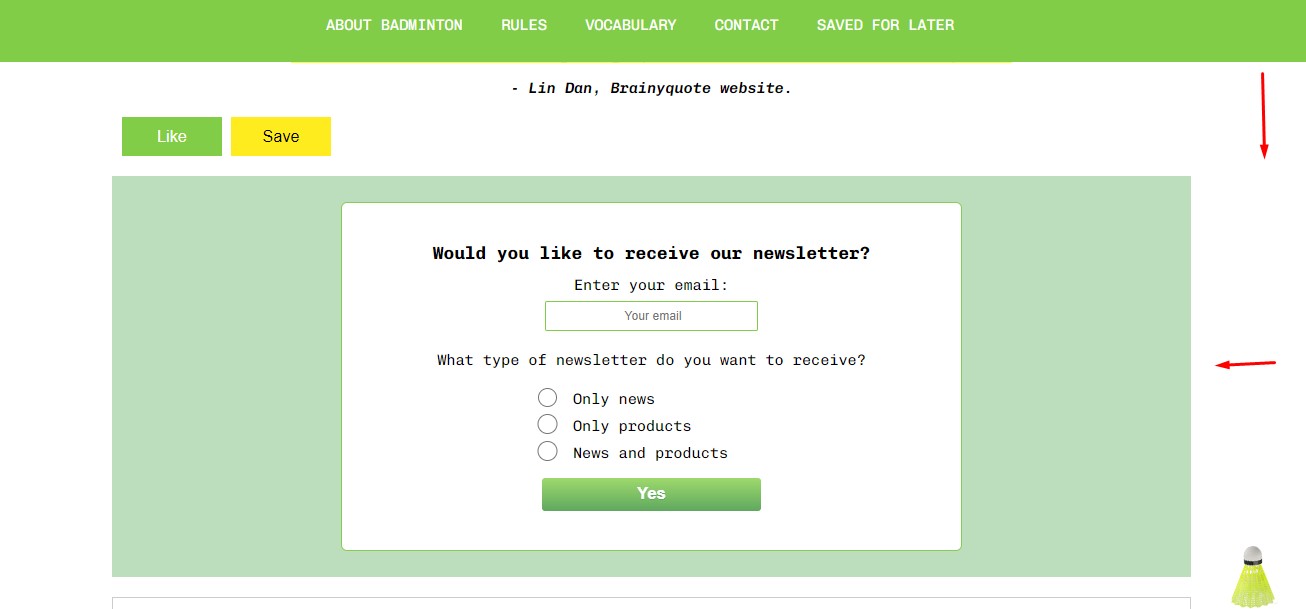 ABOUT BADMINTON RULES VOCABULARY CONTACT SAVED FOR LATER
- Lin Dan, Brainyquote website.
Like Save
Would you like to receive our newsletter?
Enter your email:
Your email
What type of newsletter do you want to receive?
Only news
Only products
News and products
Yes